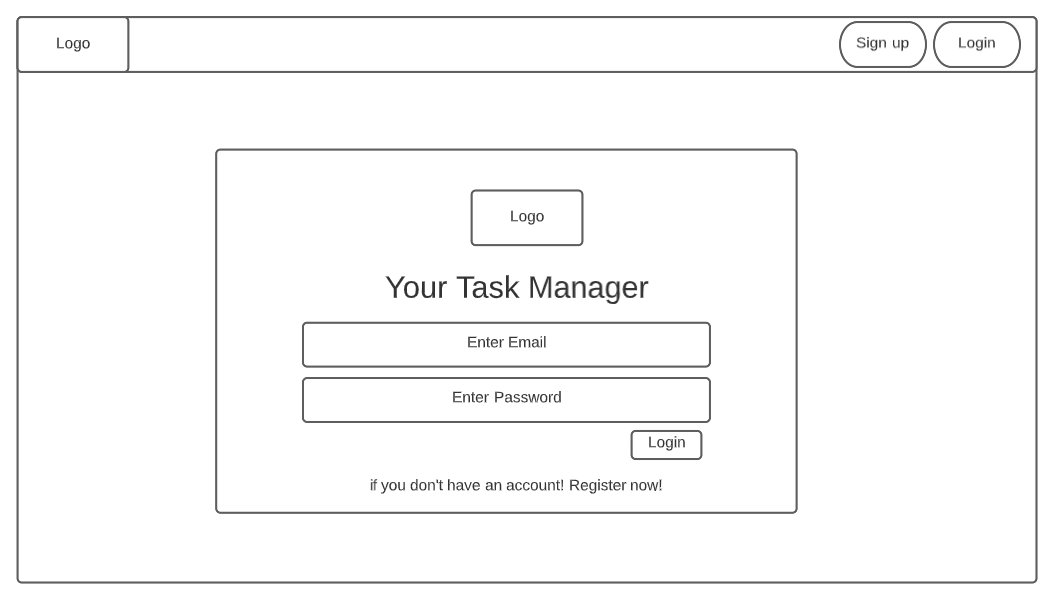 Logo
Sign up
Login
Logo
Your Task Manager
Enter Email
Enter Password
Login
if you don't have an account! Register now!